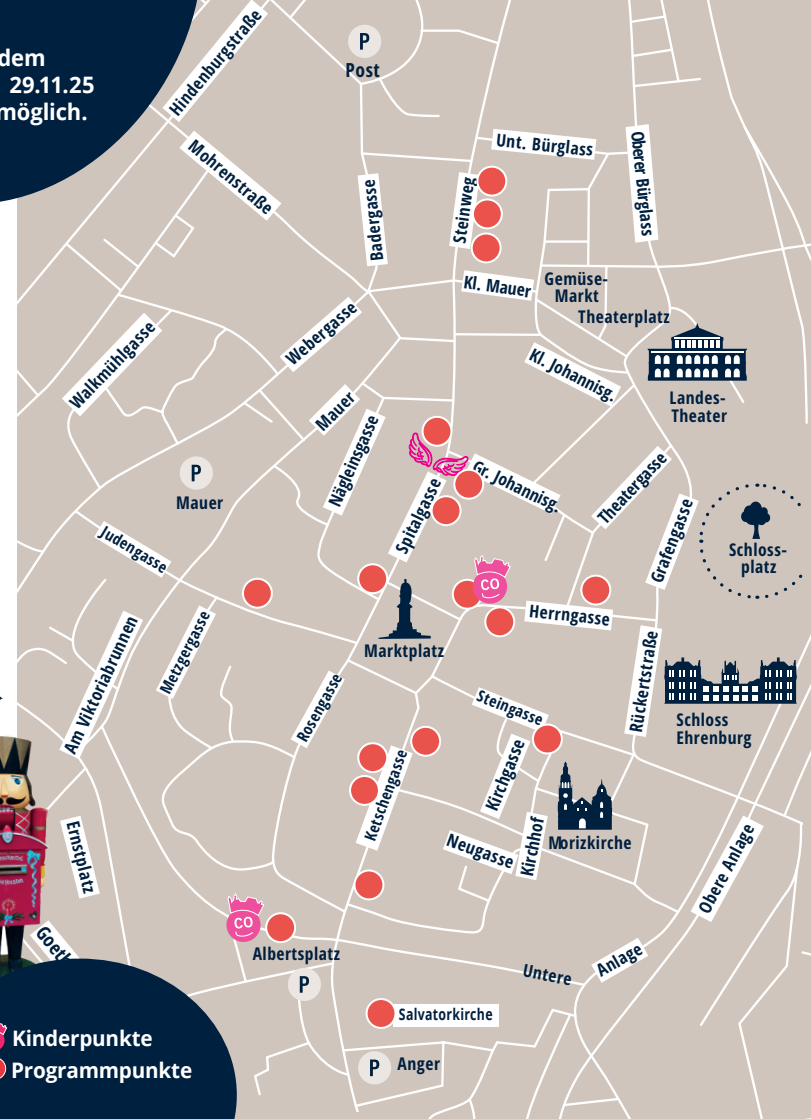 dem
29.11.25
möglich.
Hindenburgstraße
P
Post
Mohrenstraße
Unt. Bürglass
Oberer Bürglass
Badergasse
Steinweg
Kl. Mauer
Gemüse-
Markt
Theaterplatz
Webergasse
Walkmühlgasse
Kl. Johannisg.
Landes-
Theater
Mauer
Nägleinsgasse
P
Mauer
Gr. Johannisg.
Spitalgasse
Theatergasse
Grafengasse
Schloss-
platz
Judengasse
CO
Herrngasse
Marktplatz
Metzgergasse
Am Viktoriabrunnen
Rosengasse
Rückertstraße
Steingasse
Schloss
Ehrenburg
Ketschengasse
Kirchgasse
Morizkirche
Neugasse
Kirchhof
Ernstplatz
Obere Anlage
CO
Albertsplatz
P
Untere
Anlage
Salvatorkirche
P
Anger
Kinderpunkte
Programmpunkte